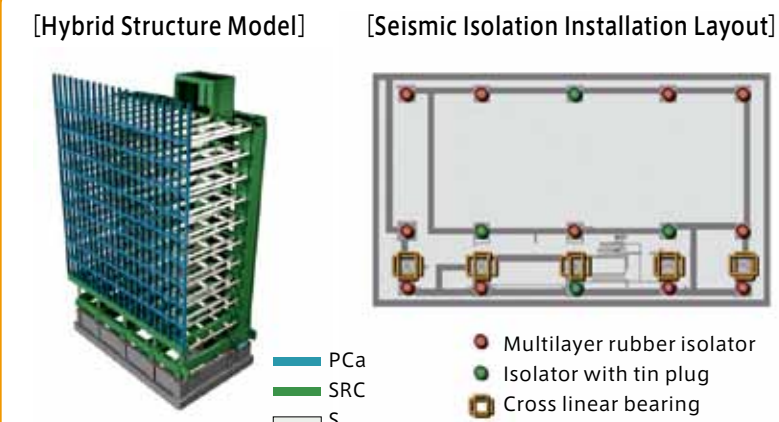 [Hybrid Structure Model]
[Seismic Isolation Installation Layout]
PCa
SRC
S
Multilayer rubber isolator
Isolator with tin plug
Cross linear bearing